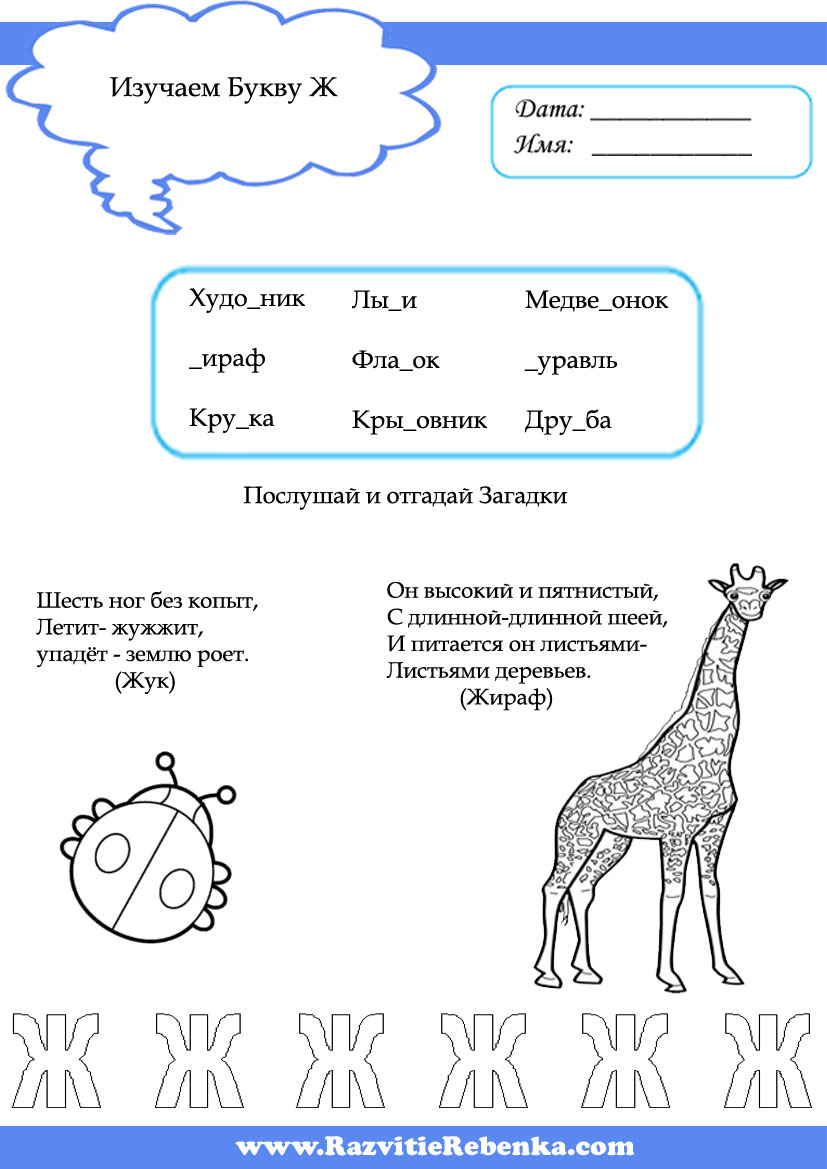 Изучаем Букву Ж
Дата: ____________
Имя: ____________
Худо_ник Лы_и Медве_онок
_ираф Фла_ок _уравль
Кру_ка Кры_овник Дру_ба
Послушай и отгадай Загадки
Шесть ног без копыт,
Летит- жужжит,
упадёт - землю роет.
(Жук)
Он высокий и пятнистый,
С длинной-длинной шеей,
И питается он листьями-
Листьями деревьев.
(Жираф)
Ж Ж Ж Ж Ж Ж
www.RazvitieRebenka.com